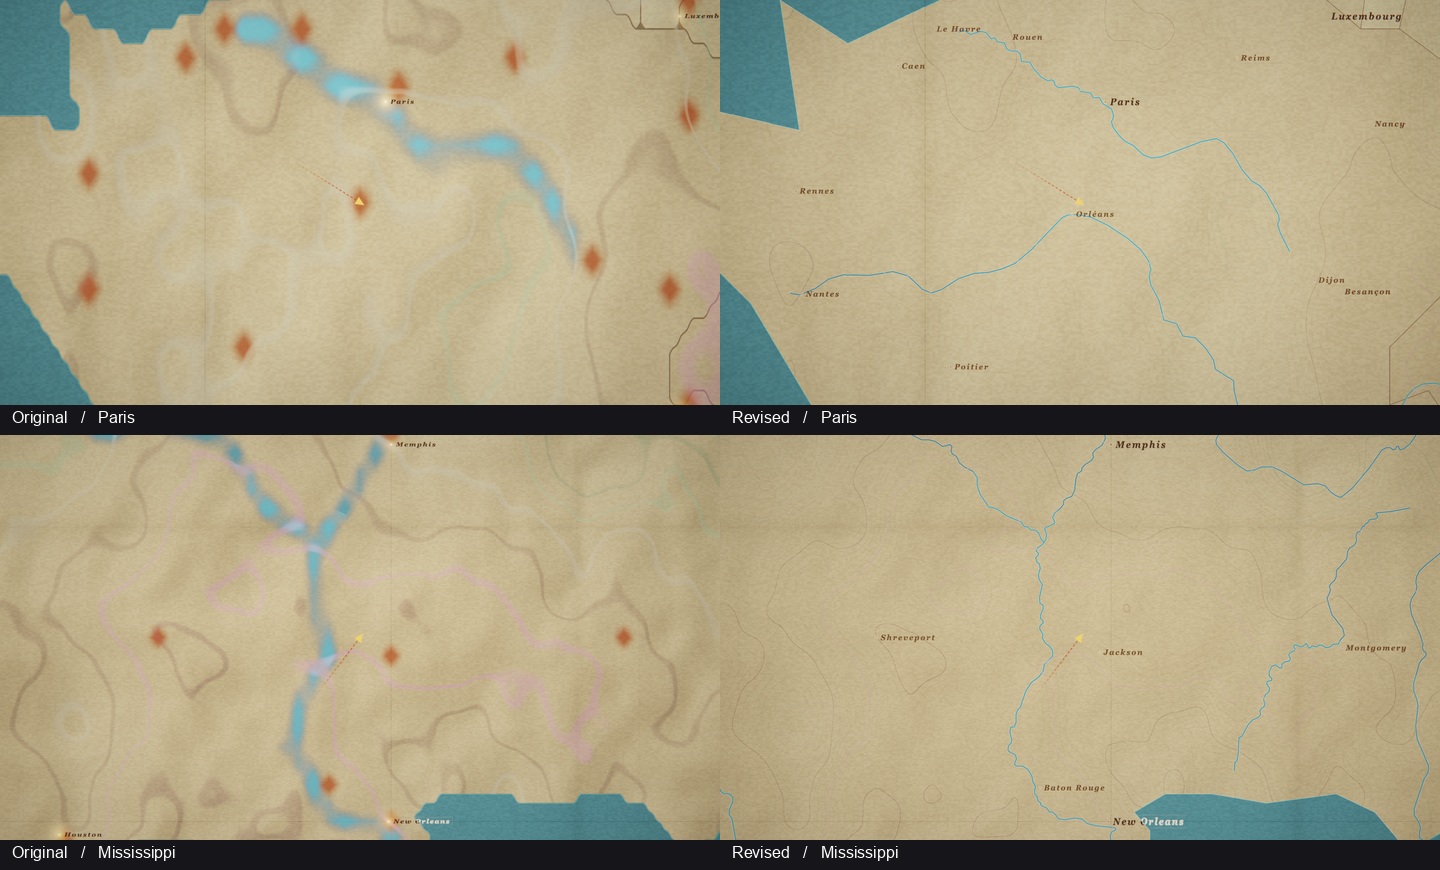 Luxemb
Paris
Original / Paris
Luxembourg
Le Havre
Rouen
Caen
Reims
Paris
Nancy
Rennes
Orléans
Dijon
Besançon
Nantes
Poitier
Revised / Paris
Memphis
Houston
New Orleans
Original / Mississippi
Memphis
Shreveport
Jackson
Montgomery
Baton Rouge
New Orleans
Revised / Mississippi